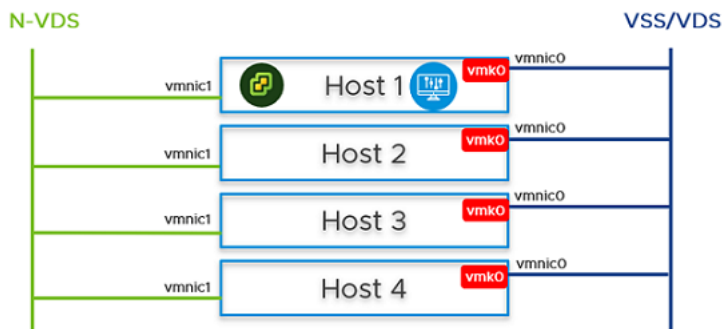 N-VDS
VSS/VDS
vmnic1
Host 1
vmk0
vmnic0
vmnic1
Host 2
vmk0
vmnic0
vmnic1
Host 3
vmk0
vmnic0
vmnic1
Host 4
vmk0
vmnic0